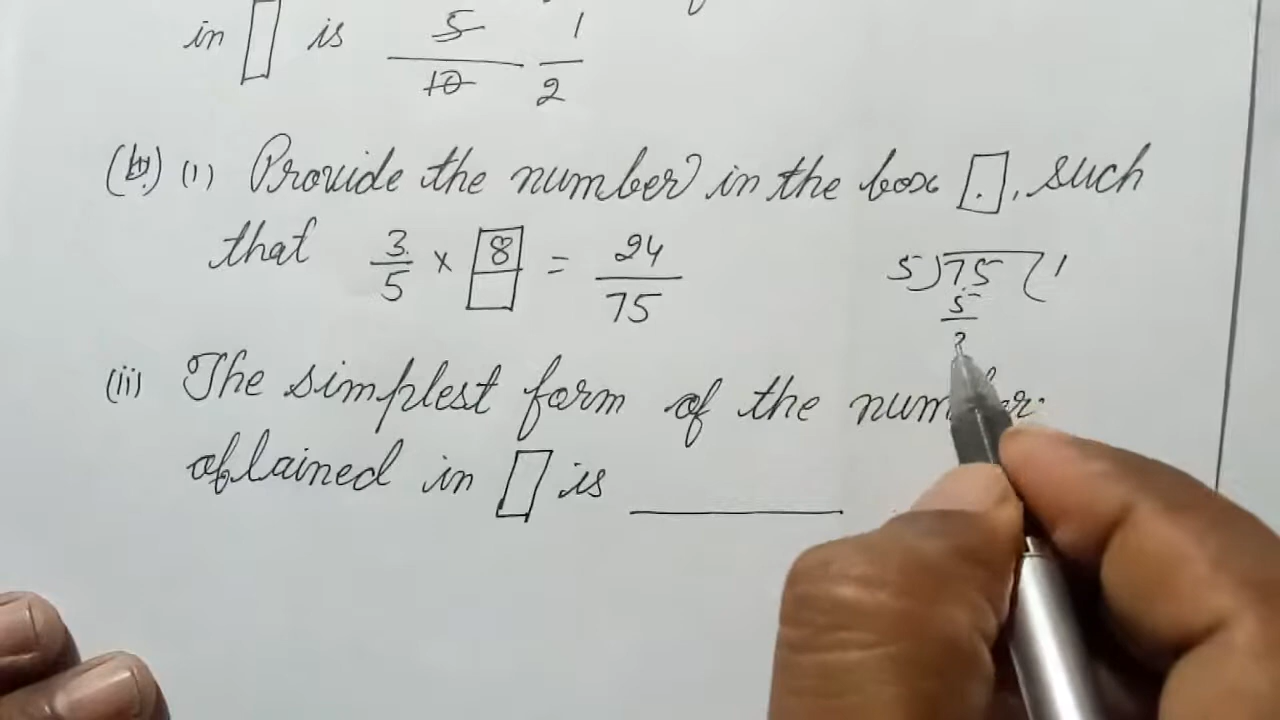 in □ is 5/10 1/2
(b) (i) Provide the number in the box □, such
that 3/5 × 8/□ = 24/75
5)75(1
5
2
(ii) The simplest form of the number
obtained in □ is ________